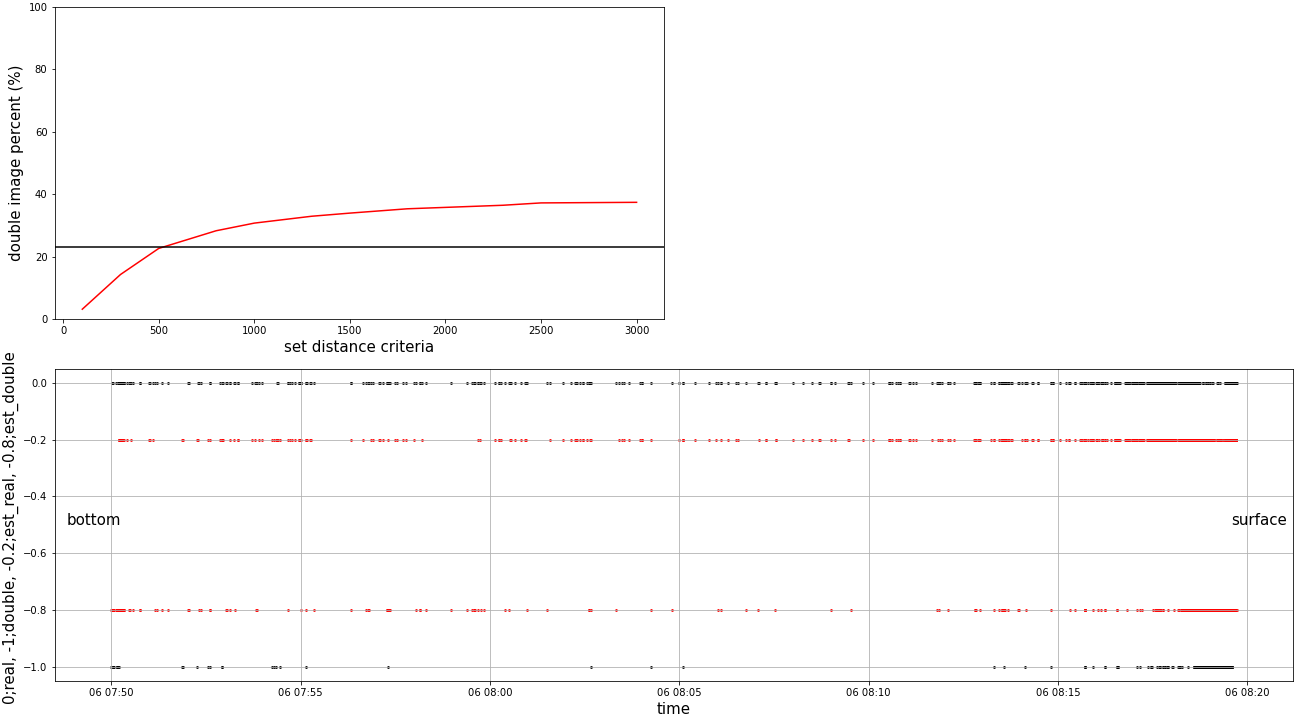 100
80
60
40
20
0
double image percent (%)
0 500 1000 1500 2000 2500 3000
set distance criteria
0;real, -1;double, -0.2;est_real, -0.8;est_double
0.0
−0.2
−0.4
bottom surface
−0.6
−0.8
−1.0
06 07:50 06 07:55 06 08:00 06 08:05 06 08:10 06 08:15 06 08:20
time